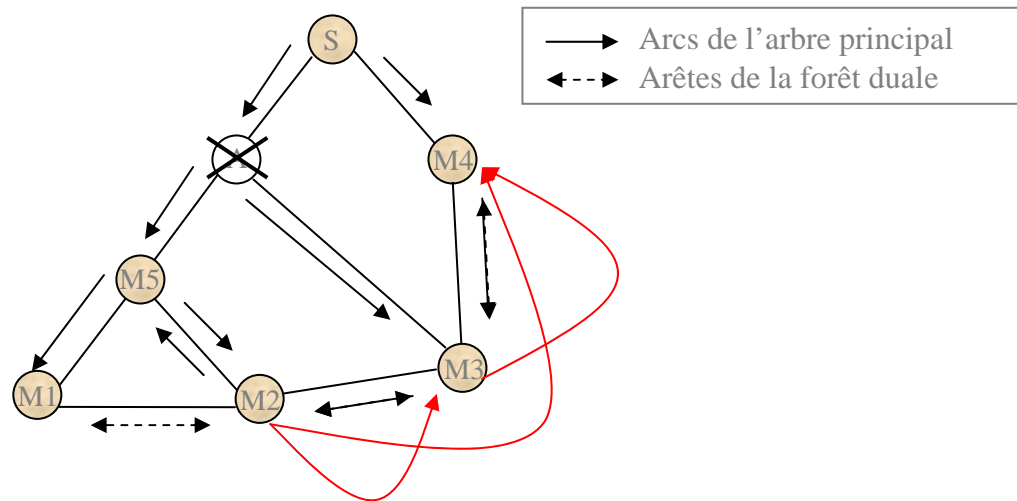 S
Arcs de l'arbre principal
Arêtes de la forêt duale
A
M4
M5
M3
M1
M2